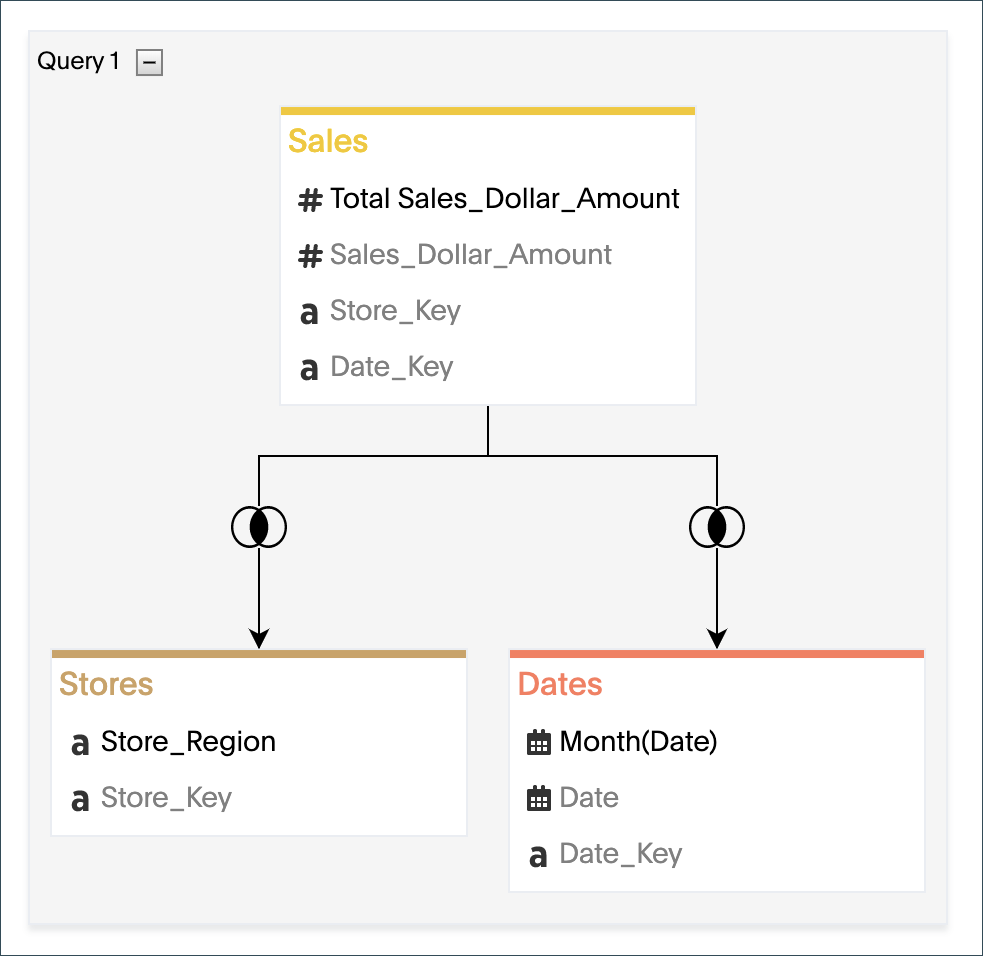 Query 1
Sales
# Total Sales_Dollar_Amount
# Sales_Dollar_Amount
a Store_Key
a Date_Key
Stores
a Store_Region
a Store_Key
Dates
Month(Date)
Date
a Date_Key